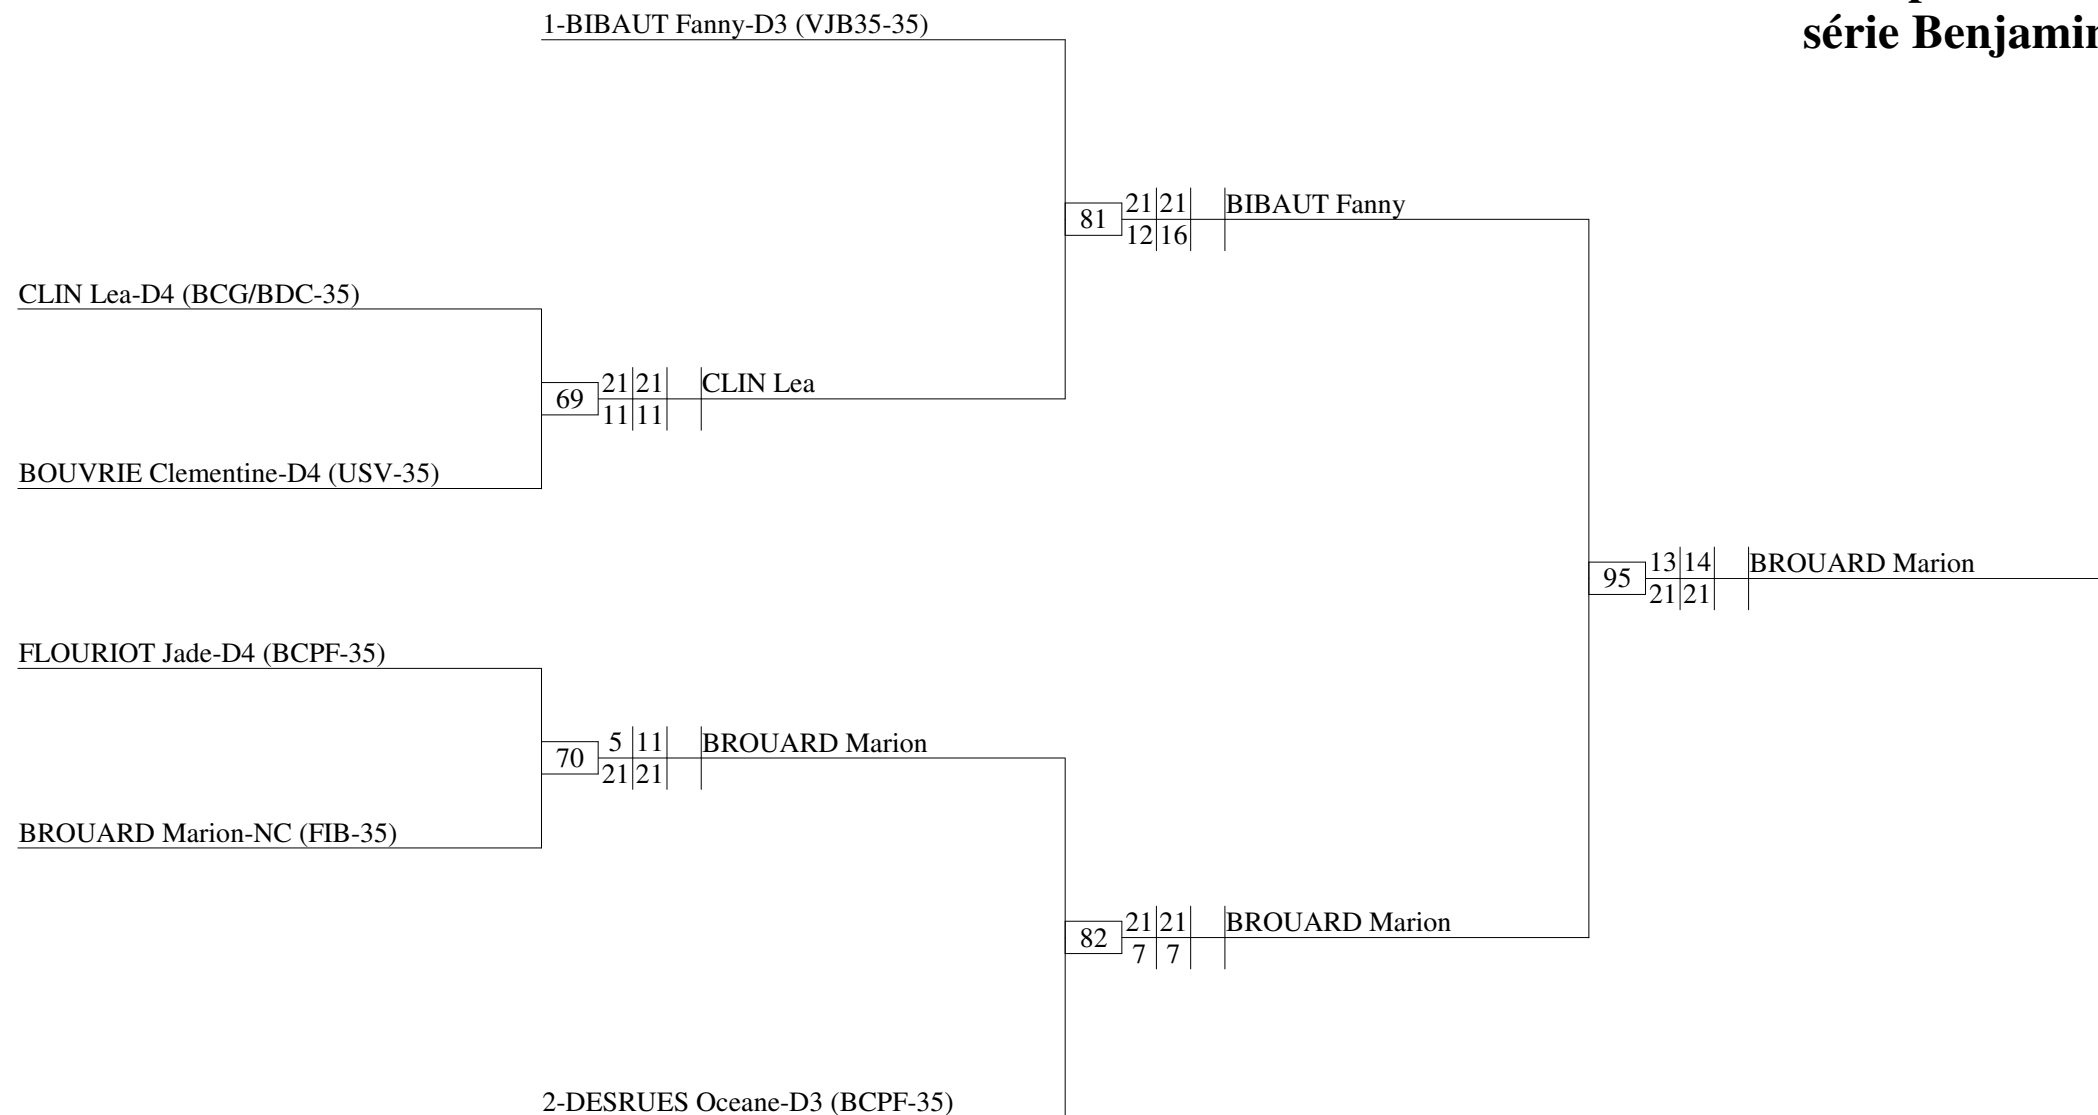 série Benjamin
1-BIBAUT Fanny-D3 (VJB35-35)
81 21 21 BIBAUT Fanny
12 16
CLIN Lea-D4 (BCG/BDC-35)
69 21 21 CLIN Lea
11 11
BOUVRIE Clementine-D4 (USV-35)
95 13 14 BROUARD Marion
21 21
FLOURIOT Jade-D4 (BCPF-35)
70 5 11 BROUARD Marion
21 21
BROUARD Marion-NC (FIB-35)
82 21 21 BROUARD Marion
7 7
2-DESRUES Oceane-D3 (BCPF-35)